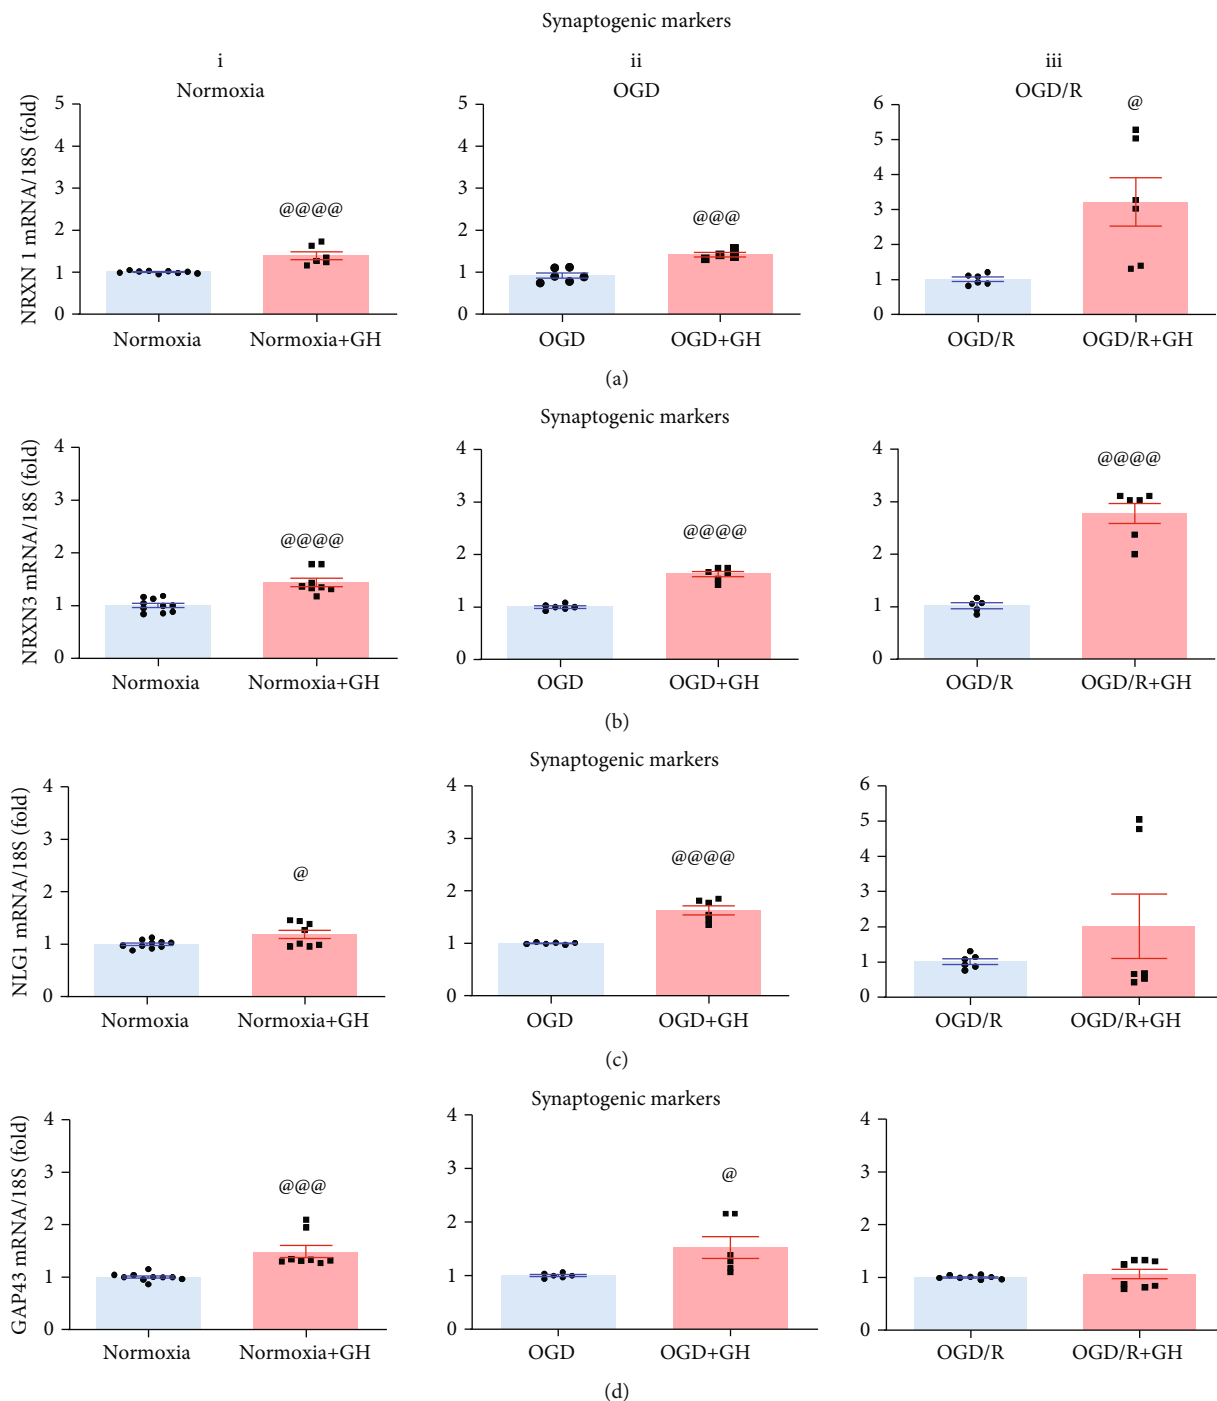 Synaptogenic markers
i ii iii
Normoxia OGD OGD/R
NRXN 1 mRNA/18S (fold)
5 4 3 2 1 0
@@@@
Normoxia Normoxia+GH
5 4 3 2 1 0
@@@
OGD OGD+GH
6 5 4 3 2 1 0
@
OGD/R OGD/R+GH
(a)
Synaptogenic markers
NRXN3 mRNA/18S (fold)
4 3 2 1 0
@@@@
Normoxia Normoxia+GH
4 3 2 1 0
@@@@
OGD OGD+GH
4 3 2 1 0
@@@@
OGD/R OGD/R+GH
(b)
Synaptogenic markers
NLG1 mRNA/18S (fold)
4 3 2 1 0
@
Normoxia Normoxia+GH
4 3 2 1 0
@@@@
OGD OGD+GH
6 5 4 3 2 1 0
OGD/R OGD/R+GH
(c)
Synaptogenic markers
GAP43 mRNA/18S (fold)
4 3 2 1 0
@@@
Normoxia Normoxia+GH
4 3 2 1 0
@
OGD OGD+GH
4 3 2 1 0
OGD/R OGD/R+GH
(d)